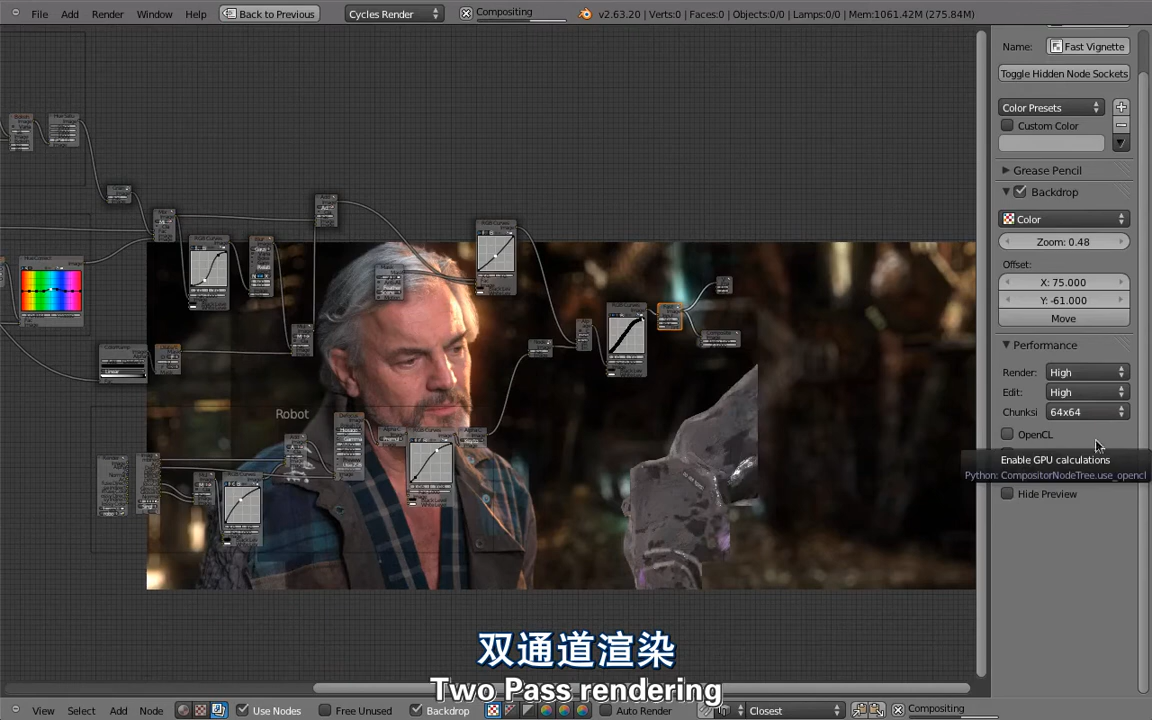 File Add Render Window Help Back to Previous Cycles Render Compositing v2.63.20 | Verts:0 | Faces:0 | Objects:0/0 | Lamps:0/0 | Mem:1061.42M (275.84M)
Name: Fast Vignette
Toggle Hidden Node Sockets
Color Presets
Custom Color
Grease Pencil
Backdrop
Color
Zoom: 0.48
Offset:
X: 75.000
Y: -61.000
Move
Performance
Render: High
Edit: High
Chunksi 64x64
OpenCL
Enable GPU calculations
Python: CompositorNodeTree.use_opencl
Hide Preview
Robot
双通道渲染
Two Pass rendering
View Select Add Node Use Nodes Free Unused Backdrop Auto Render Closest Compositing